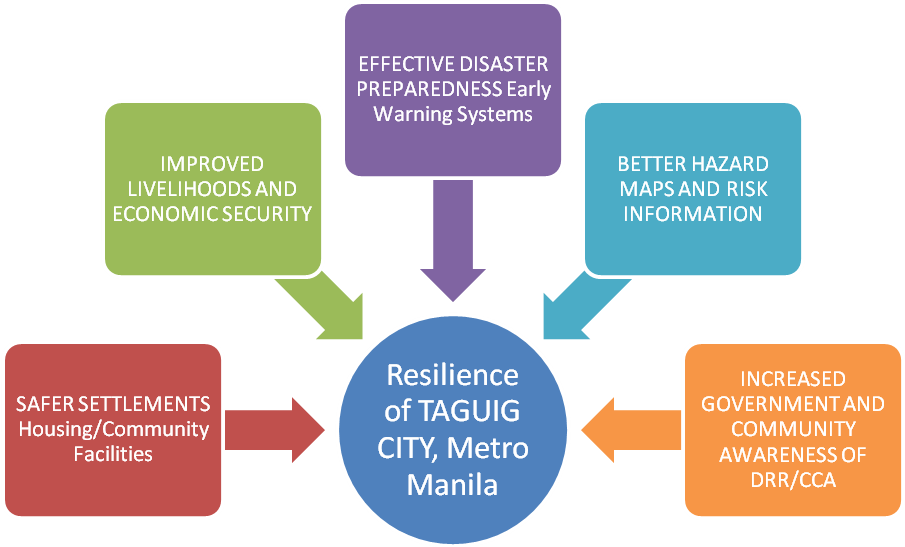 EFFECTIVE DISASTER
PREPAREDNESS Early
Warning Systems
IMPROVED
LIVELIHOODS AND
ECONOMIC SECURITY
BETTER HAZARD
MAPS AND RISK
INFORMATION
SAFER SETTLEMENTS
Housing/Community
Facilities
Resilience
of TAGUIG
CITY, Metro
Manila
INCREASED
GOVERNMENT AND
COMMUNITY
AWARENESS OF
DRR/CCA